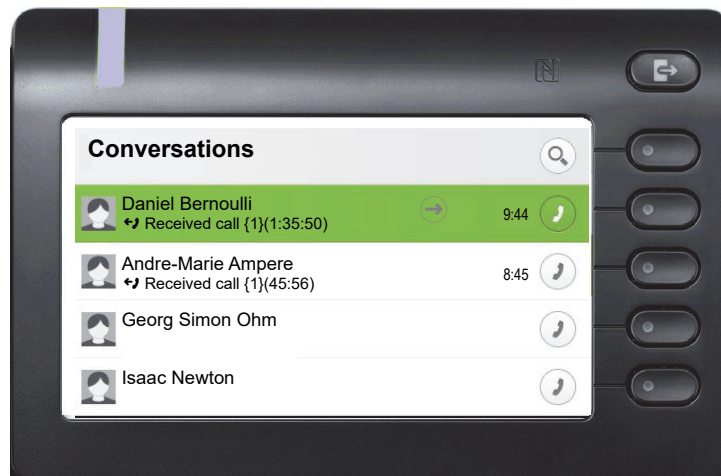 Conversations
Daniel Bernoulli
Received call {1}(1:35:50)
9:44
Andre-Marie Ampere
Received call {1}(45:56)
8:45
Georg Simon Ohm
Isaac Newton